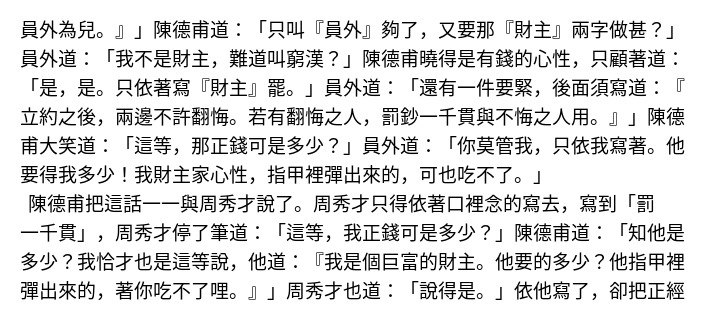 員外為兒。』」陳德甫道：「只叫『員外』夠了，又要那『財主』兩字做甚？」
員外道：「我不是財主，難道叫窮漢？」陳德甫曉得是有錢的心性，只顧著道：
「是，是。只依著寫『財主』罷。」員外道：「還有一件要緊，後面須寫道：『
立約之後，兩邊不許翻悔。若有翻悔之人，罰鈔一千貫與不悔之人用。』」陳德
甫大笑道：「這等，那正錢可是多少？」員外道：「你莫管我，只依我寫著。他
要得我多少！我財主家心性，指甲裡彈出來的，可也吃不了。」
陳德甫把這話一一與周秀才說了。周秀才只得依著口裡念的寫去，寫到「罰
一千貫」，周秀才停了筆道：「這等，我正錢可是多少？」陳德甫道：「知他是
多少？我恰才也是這等說，他道：『我是個巨富的財主。他要的多少？他指甲裡
彈出來的，著你吃不了哩。』」周秀才也道：「說得是。」依他寫了，卻把正經